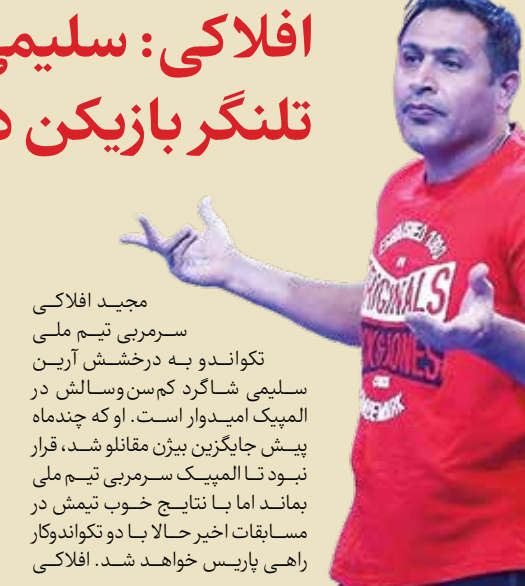 افلاکی: سلیمی
تلنگر بازیکن
مجید افلاکی
سرمربی تیم ملی
تکواندو به درخشش آرین
سلیمی شاگرد کم‌سن‌وسالش در
المپیک امیدوار است. او که چندماه
پیش جایگزین بیژن مقانلو شد، قرار
نبود تا المپیک سرمربی تیم ملی
بماند اما با نتایج خوب تیمش در
مسابقات اخیر حالا با دو تکواندوکار
راهی پاریس خواهد شد. افلاکی
ESTABLISHED
ORIGINALS
JACK&JONES
TRADEMARK